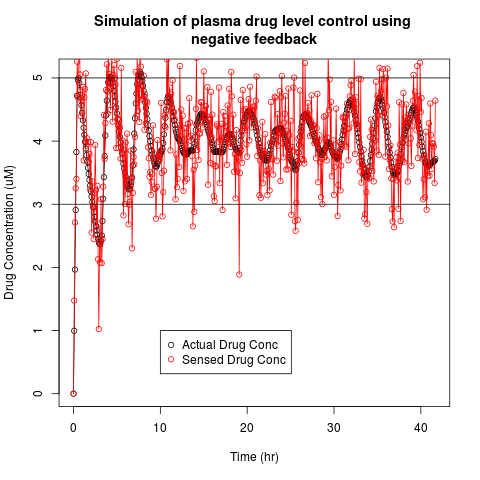 Simulation of plasma drug level control using
negative feedback
Drug Concentration (uM)
5
4
3
2
1
0
Actual Drug Conc
Sensed Drug Conc
0 10 20 30 40
Time (hr)